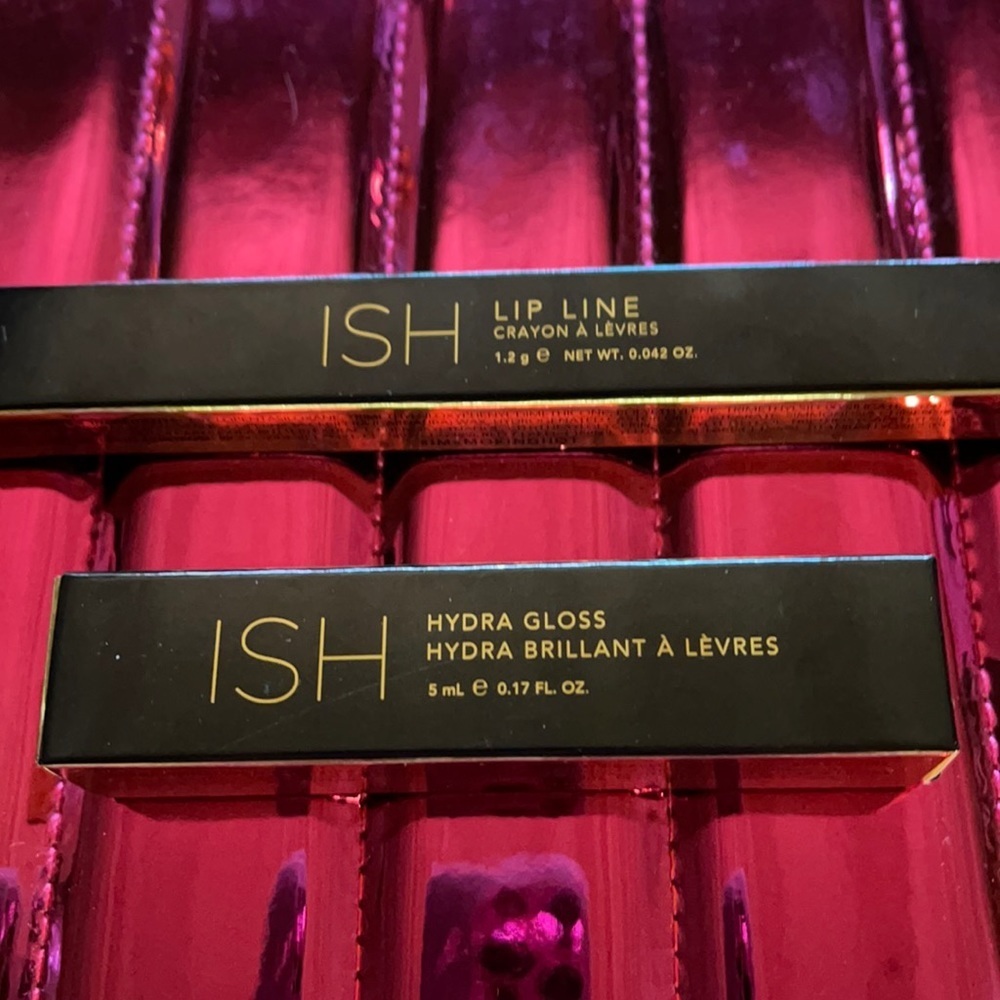 ISH
LIP LINE
CRAYON À LÈVRES
1.2 g e NET WT. 0.042 OZ.
ISH
HYDRA GLOSS
HYDRA BRILLANT À LÈVRES
5 mL e 0.17 FL. OZ.